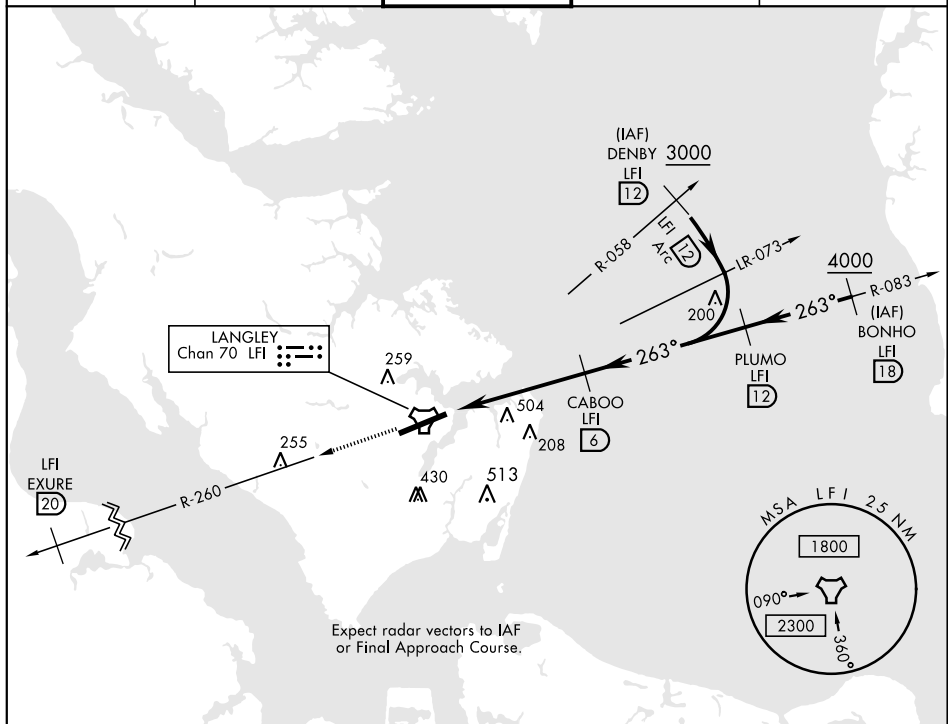 (IAF)
DENBY 3000
LFI
12
LFI
12
Arc
R-058
LR-073
4000
R-083
263°
(IAF)
BONHO
LFI
18
200
263°
PLUMO
LFI
12
LANGLEY
Chan 70 LFI
259
CABOO
LFI
6
504
208
255
LFI
EXURE
20
R-260
430
513
MSA LFI 25 NM
1800
090°
2300
360°
Expect radar vectors to IAF
or Final Approach Course.